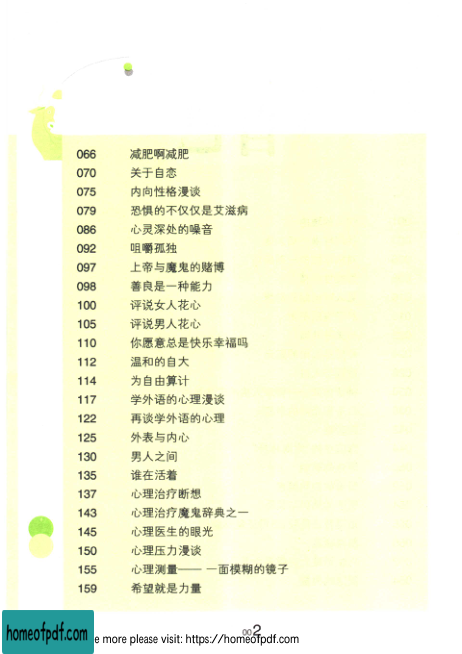 066 减肥啊减肥
070 关于自恋
075 内向性格漫谈
079 恐惧的不仅仅是艾滋病
086 心灵深处的噪音
092 咀嚼孤独
097 上帝与魔鬼的赌博
098 善良是一种能力
100 评说女人花心
105 评说男人花心
110 你愿意总是快乐幸福吗
112 温和的自大
114 为自由算计
117 学外语的心理漫谈
122 再谈学外语的心理
125 外表与内心
130 男人之间
135 谁在活着
137 心理治疗断想
143 心理治疗魔鬼辞典之一
145 心理医生的眼光
150 心理压力漫谈
155 心理测量—— 一面模糊的镜子
159 希望就是力量
002
homeofpdf.com e more please visit: https://homeofpdf.com